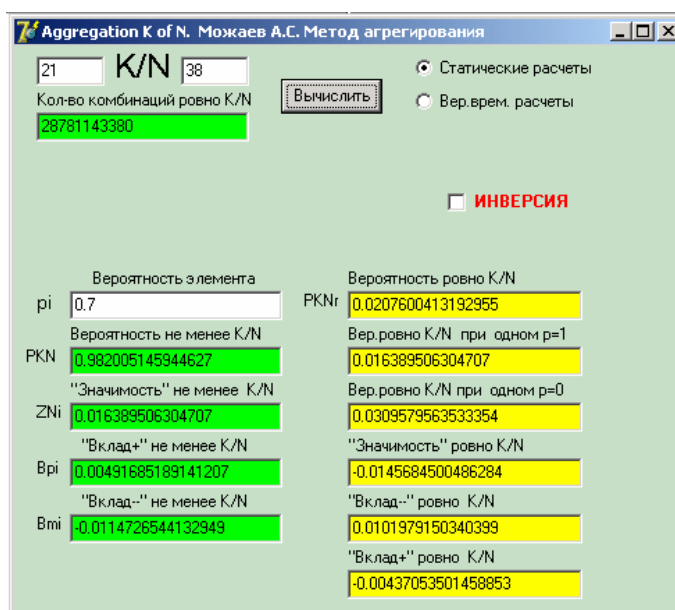 Aggregation K of N. Можаев А.С. Метод агрегирования
21 K/N 38
Кол-во комбинаций ровно K/N
28781143380
Вычислить
Статические расчеты
Вер.врем. расчеты
ИНВЕРСИЯ
Вероятность элемента
pi 0.7
Вероятность не менее K/N
PKN 0.982005145944627
"Значимость" не менее K/N
ZNi 0.016389506304707
"Вклад+" не менее K/N
Bpi 0.00491685189141207
"Вклад--" не менее K/N
Bmi -0.0114726544132949
Вероятность ровно K/N
PKNr 0.0207600413192955
Вер.ровно K/N при одном p=1
0.016389506304707
Вер.ровно K/N при одном p=0
0.0309579563533354
"Значимость" ровно K/N
-0.0145684500486284
"Вклад--" ровно K/N
0.0101979150340399
"Вклад+" ровно K/N
-0.00437053501458853